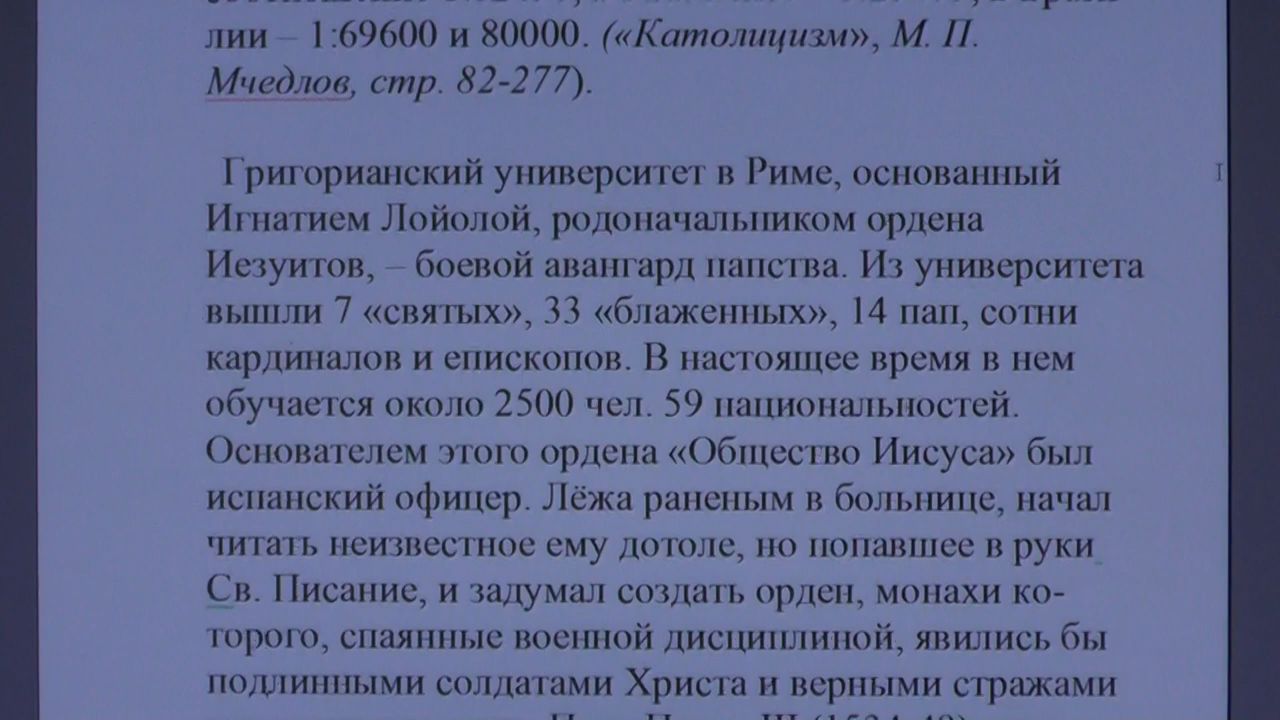 лии – 1:69600 и 80000. («Католицизм», М. П.
Мчедлов, стр. 82-277).
Григорианский университет в Риме, основанный
Игнатием Лойолой, родоначальником ордена
Иезуитов, – боевой авангард папства. Из университета
вышли 7 «святых», 33 «блаженных», 14 пап, сотни
кардиналов и епископов. В настоящее время в нем
обучается около 2500 чел. 59 национальностей.
Основателем этого ордена «Общество Иисуса» был
испанский офицер. Лёжа раненым в больнице, начал
читать неизвестное ему дотоле, но попавшее в руки
Св. Писание, и задумал создать орден, монахи ко-
торого, спаянные военной дисциплиной, явились бы
подлинными солдатами Христа и верными стражами